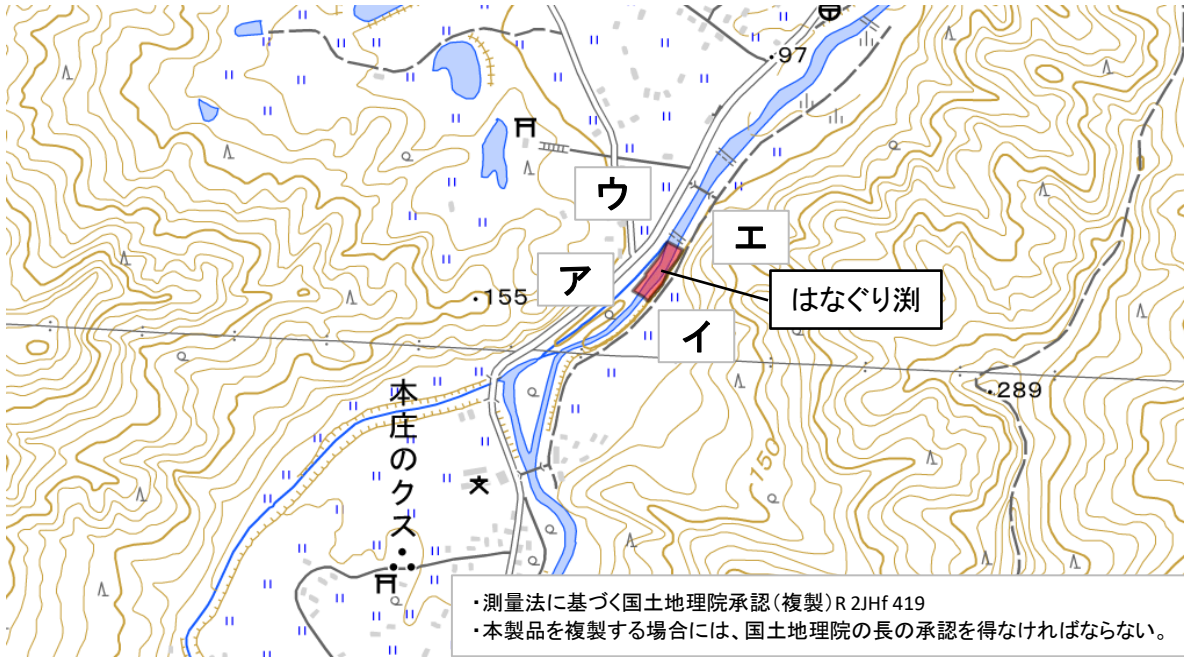 ・97
ウ
エ
ア
はなぐり渕
・155
イ
・289
本庄のクス
150
・測量法に基づく国土地理院承認(複製)R 2JHf 419
・本製品を複製する場合には、国土地理院の長の承認を得なければならない。